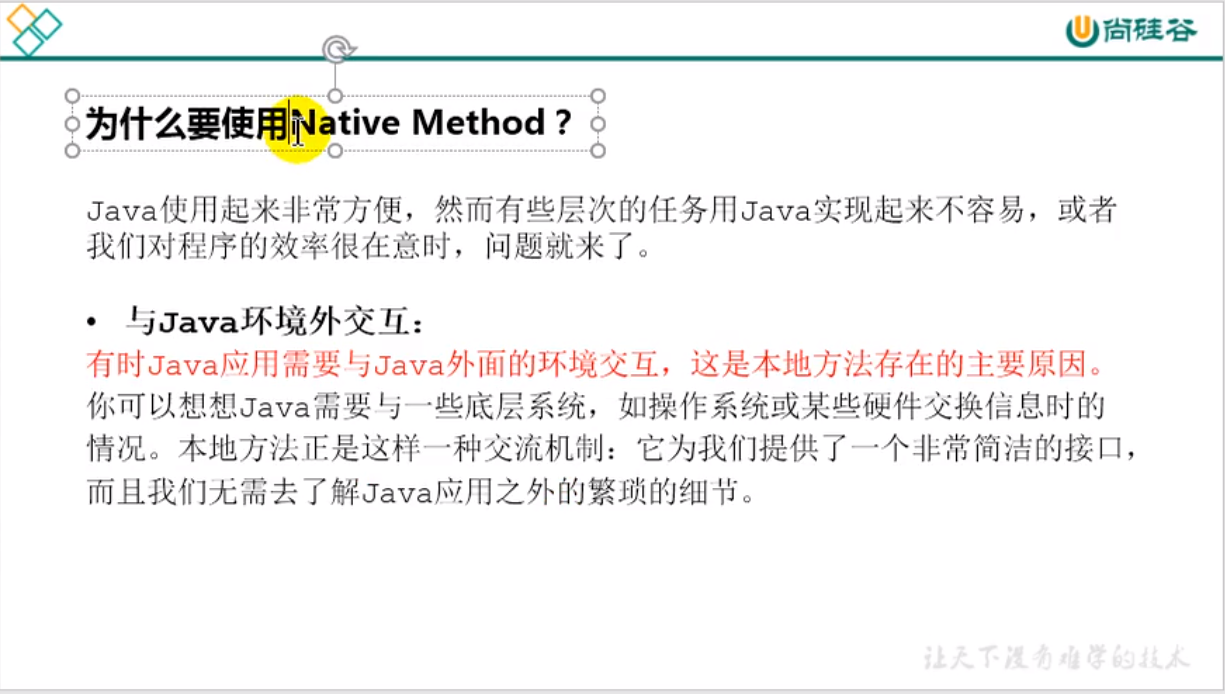 尚硅谷
为什么要使用Native Method？
Java使用起来非常方便，然而有些层次的任务用Java实现起来不容易，或者
我们对程序的效率很在意时，问题就来了。
• 与Java环境外交互：
有时Java应用需要与Java外面的环境交互，这是本地方法存在的主要原因。
你可以想想Java需要与一些底层系统，如操作系统或某些硬件交换信息时的
情况。本地方法正是这样一种交流机制：它为我们提供了一个非常简洁的接口，
而且我们无需去了解Java应用之外的繁琐的细节。
让天下没有难学的技术